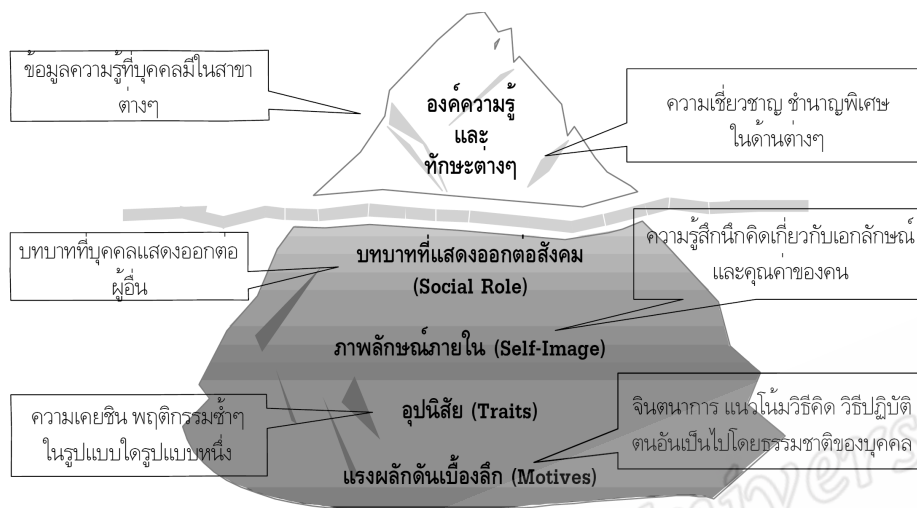 ข้อมูลความรู้ที่บุคคลมีในสาขา
ต่างๆ
องค์ความรู้
และ
ทักษะต่างๆ
ความเชี่ยวชาญ ชำนาญพิเศษ
ในด้านต่างๆ
บทบาทที่บุคคลแสดงออกต่อ
ผู้อื่น
บทบาทที่แสดงออกต่อสังคม
(Social Role)
ความรู้สึกนึกคิดเกี่ยวกับเอกลักษณ์
และคุณค่าของคน
ภาพลักษณ์ภายใน (Self-Image)
ความเคยชิน พฤติกรรมซ้ำๆ
ในรูปแบบใดรูปแบบหนึ่ง
อุปนิสัย (Traits)
จินตนาการ แนวโน้มวิธีคิด วิธีปฏิบัติ
ตนอันเป็นไปโดยธรรมชาติของบุคคล
แรงผลักดันเบื้องลึก (Motives)